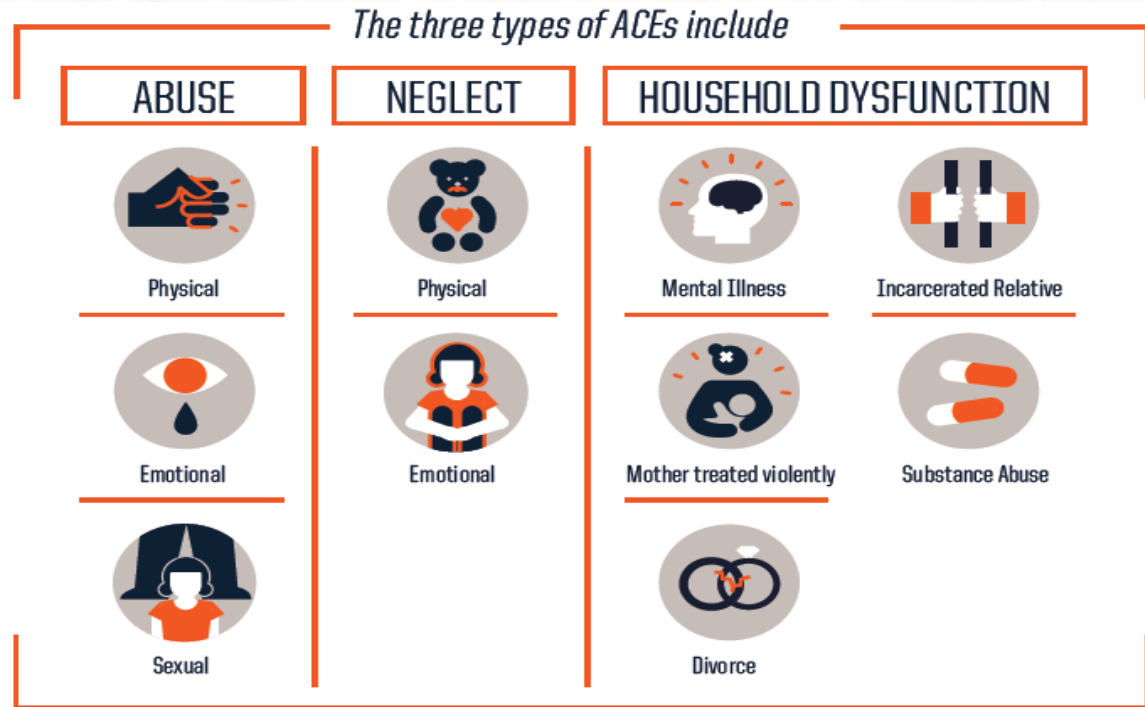 The three types of ACEs include
ABUSE
Physical
Emotional
Sexual
NEGLECT
Physical
Emotional
HOUSEHOLD DYSFUNCTION
Mental Illness
Incarcerated Relative
Mother treated violently
Substance Abuse
Divorce